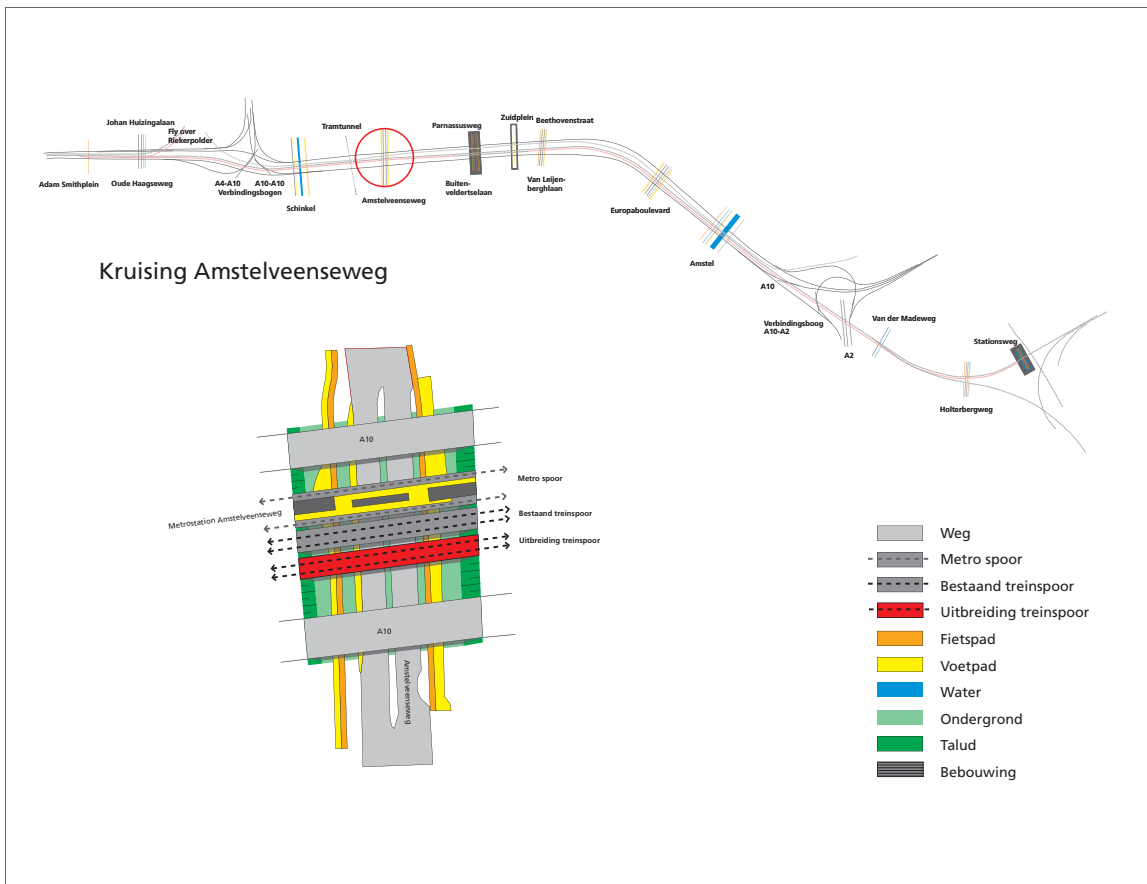 Johan Huizingalaan
Fly over
Riekerpolder
Tramtunnel
Parnassusweg
Zuidplein
Beethovenstraat
Adam Smithplein
Oude Haagseweg
A4-A10
A10-A10
Verbindingsbogen
Schinkel
Amstelveenseweg
Buiten-
veldertselaan
Van Leijen-
berghlaan
Europaboulevard
Amstel
A10
Verbindingsboog
A10-A2
A2
Van der Madeweg
Stationsweg
Holterbergweg
Kruising Amstelveenseweg
A10
Metro spoor
Metrostation Amstelveenseweg
Bestaand treinspoor
Uitbreiding treinspoor
A10
Amstelveenseweg
Weg
Metro spoor
Bestaand treinspoor
Uitbreiding treinspoor
Fietspad
Voetpad
Water
Ondergrond
Talud
Bebouwing